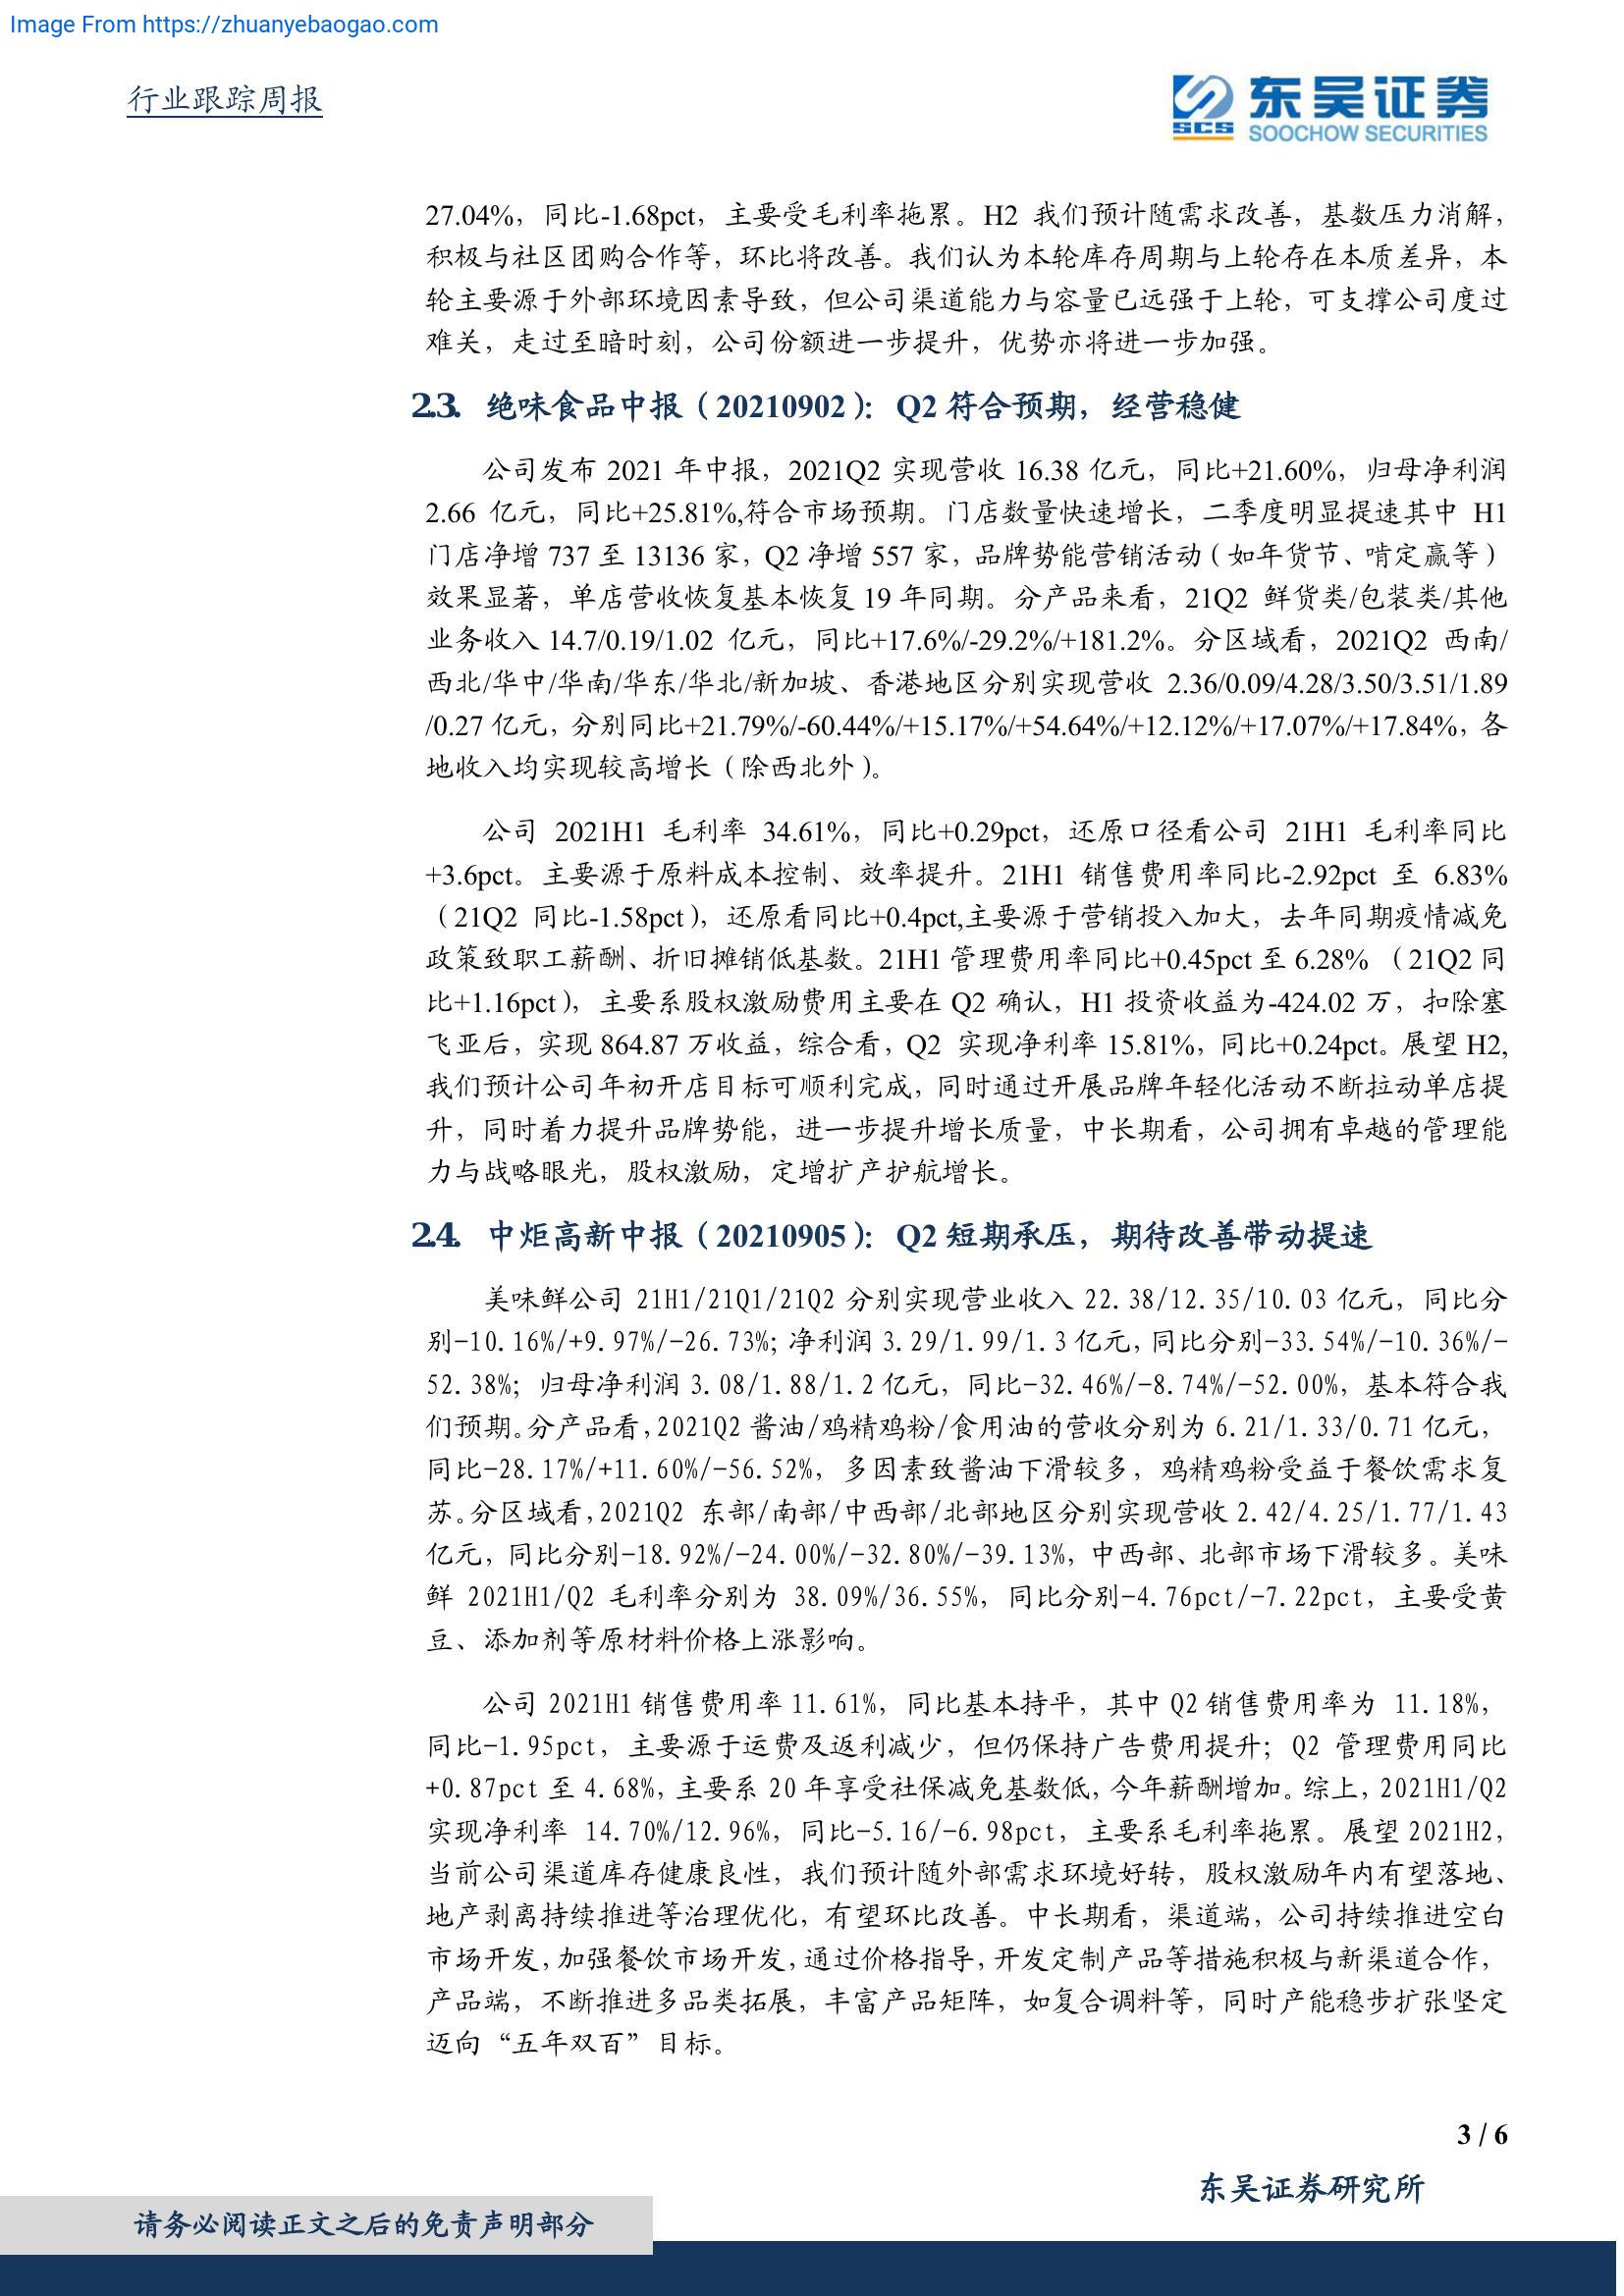 Image From https://zhuanyebaogao.com
行业跟踪周报
东吴证券
SCS
SOOCHOW SECURITIES
27.04%，同比-1.68pct，主要受毛利率拖累。H2 我们预计随需求改善，基数压力消解，
积极与社区团购合作等，环比将改善。我们认为本轮库存周期与上轮存在本质差异，本
轮主要源于外部环境因素导致，但公司渠道能力与容量已远强于上轮，可支撑公司度过
难关，走过至暗时刻，公司份额进一步提升，优势亦将进一步加强。
2.3. 绝味食品中报（20210902）：Q2 符合预期，经营稳健
公司发布 2021 年中报，2021Q2 实现营收 16.38 亿元，同比+21.60%，归母净利润
2.66 亿元，同比+25.81%,符合市场预期。门店数量快速增长，二季度明显提速其中 H1
门店净增 737 至 13136 家，Q2 净增 557 家，品牌势能营销活动（如年货节、啃定赢等）
效果显著，单店营收恢复基本恢复 19 年同期。分产品来看，21Q2 鲜货类/包装类/其他
业务收入 14.7/0.19/1.02 亿元，同比+17.6%/-29.2%/+181.2%。分区域看，2021Q2 西南/
西北/华中/华南/华东/华北/新加坡、香港地区分别实现营收 2.36/0.09/4.28/3.50/3.51/1.89
/0.27 亿元，分别同比+21.79%/-60.44%/+15.17%/+54.64%/+12.12%/+17.07%/+17.84%，各
地收入均实现较高增长（除西北外）。
公司 2021H1 毛利率 34.61%，同比+0.29pct，还原口径看公司 21H1 毛利率同比
+3.6pct。主要源于原料成本控制、效率提升。21H1 销售费用率同比-2.92pct 至 6.83%
（21Q2 同比-1.58pct），还原看同比+0.4pct,主要源于营销投入加大，去年同期疫情减免
政策致职工薪酬、折旧摊销低基数。21H1 管理费用率同比+0.45pct 至 6.28% （21Q2 同
比+1.16pct），主要系股权激励费用主要在 Q2 确认，H1 投资收益为-424.02 万，扣除塞
飞亚后，实现 864.87 万收益，综合看，Q2 实现净利率 15.81%，同比+0.24pct。展望 H2,
我们预计公司年初开店目标可顺利完成，同时通过开展品牌年轻化活动不断拉动单店提
升，同时着力提升品牌势能，进一步提升增长质量，中长期看，公司拥有卓越的管理能
力与战略眼光，股权激励，定增扩产护航增长。
2.4. 中炬高新中报（20210905）：Q2 短期承压，期待改善带动提速
美味鲜公司 21H1/21Q1/21Q2 分别实现营业收入 22.38/12.35/10.03 亿元，同比分
别-10.16%/+9.97%/-26.73%；净利润 3.29/1.99/1.3 亿元，同比分别-33.54%/-10.36%/-
52.38%；归母净利润 3.08/1.88/1.2 亿元，同比-32.46%/-8.74%/-52.00%，基本符合我
们预期。分产品看，2021Q2 酱油/鸡精鸡粉/食用油的营收分别为 6.21/1.33/0.71 亿元，
同比-28.17%/+11.60%/-56.52%，多因素致酱油下滑较多，鸡精鸡粉受益于餐饮需求复
苏。分区域看，2021Q2 东部/南部/中西部/北部地区分别实现营收 2.42/4.25/1.77/1.43
亿元，同比分别-18.92%/-24.00%/-32.80%/-39.13%，中西部、北部市场下滑较多。美味
鲜 2021H1/Q2 毛利率分别为 38.09%/36.55%，同比分别-4.76pct/-7.22pct，主要受黄
豆、添加剂等原材料价格上涨影响。
公司 2021H1 销售费用率 11.61%，同比基本持平，其中 Q2 销售费用率为 11.18%，
同比-1.95pct，主要源于运费及返利减少，但仍保持广告费用提升；Q2 管理费用同比
+0.87pct 至 4.68%，主要系 20 年享受社保减免基数低，今年薪酬增加。综上，2021H1/Q2
实现净利率 14.70%/12.96%，同比-5.16/-6.98pct，主要系毛利率拖累。展望 2021H2，
当前公司渠道库存健康良性，我们预计随外部需求环境好转，股权激励年内有望落地、
地产剥离持续推进等治理优化，有望环比改善。中长期看，渠道端，公司持续推进空白
市场开发，加强餐饮市场开发，通过价格指导，开发定制产品等措施积极与新渠道合作，
产品端，不断推进多品类拓展，丰富产品矩阵，如复合调料等，同时产能稳步扩张坚定
迈向“五年双百”目标。
3 / 6
东吴证券研究所
请务必阅读正文之后的免责声明部分